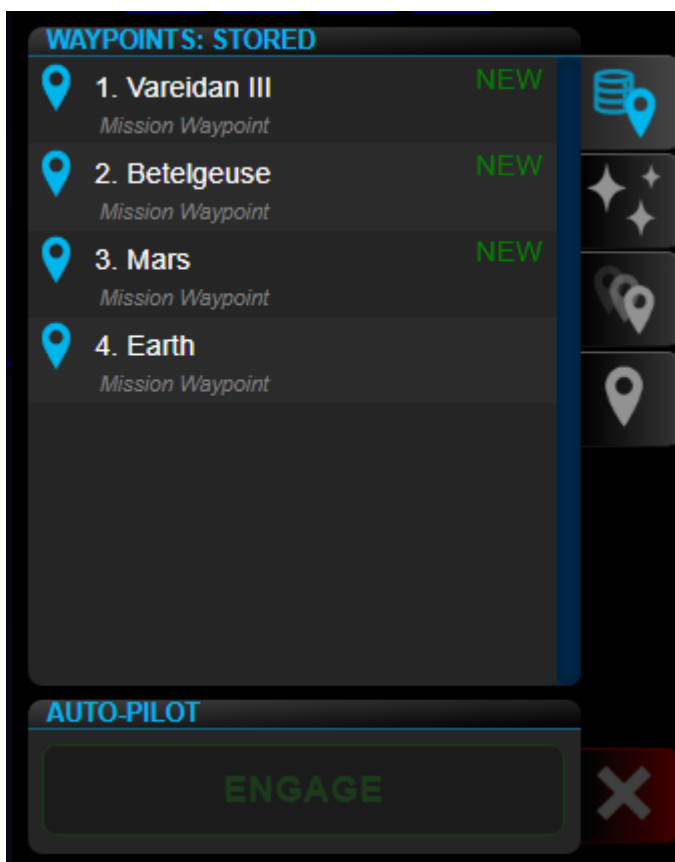 WAYPOINTS: STORED
1. Vareidan III NEW
Mission Waypoint
2. Betelgeuse NEW
Mission Waypoint
3. Mars NEW
Mission Waypoint
4. Earth
Mission Waypoint
AUTO-PILOT
ENGAGE